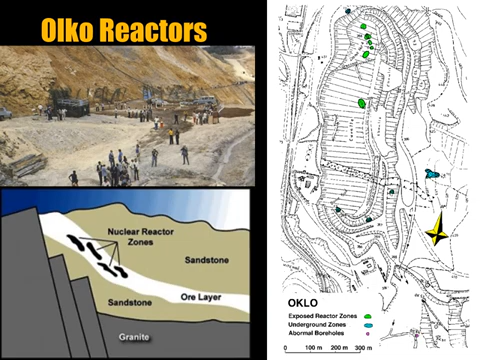 Olko Reactors
Nuclear Reactor
Zones
Sandstone
Ore Layer
Sandstone
Granite
OKLO
Exposed Reactor Zones
Underground Zones
Abormal Boreholes
0 100 m 200 m 300 m